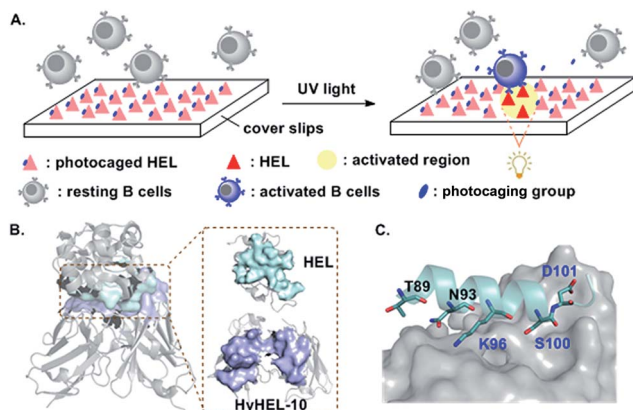 A.
UV light
cover slips
: photocaged HEL
: HEL
: activated region
: resting B cells
: activated B cells
: photocaging group
B.
HEL
HyHEL-10
C.
T89
N93
K96
S100
D101